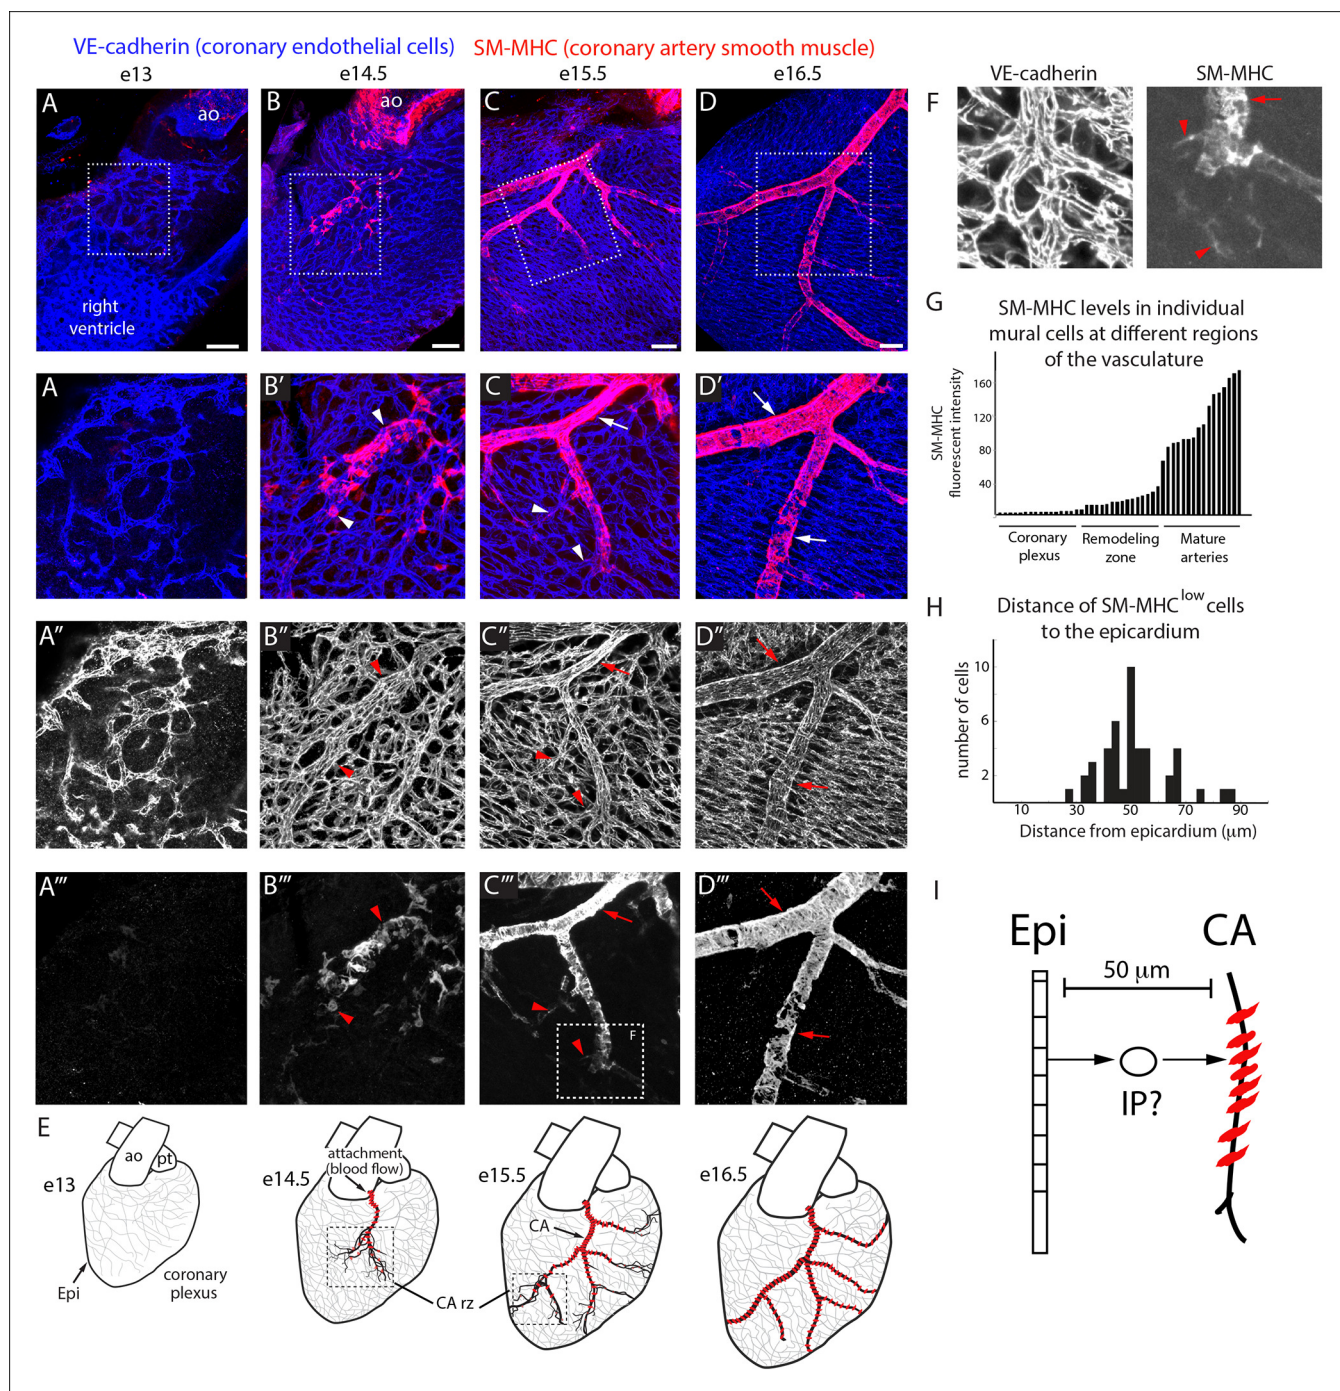 VE-cadherin (coronary endothelial cells) SM-MHC (coronary artery smooth muscle)
e13 e14.5 e15.5 e16.5
A ao
B ao
C
D
right
ventricle
A
B'
C
D'
A''
B''
C''
D''
A'''
B'''
C'''
F
D'''
E
e13
ao
pt
Epi
coronary
plexus
e14.5
attachment
(blood flow)
CA rz
e15.5
CA
e16.5
F
VE-cadherin SM-MHC
G
SM-MHC levels in individual
mural cells at different regions
of the vasculature
SM-MHC
fluorescent intensity
160
120
80
40
Coronary
plexus
Remodeling
zone
Mature
arteries
H
Distance of SM-MHC low cells
to the epicardium
number of cells
10
6
2
10 30 50 70 90
Distance from epicardium (μm)
I
Epi CA
50 μm
IP?